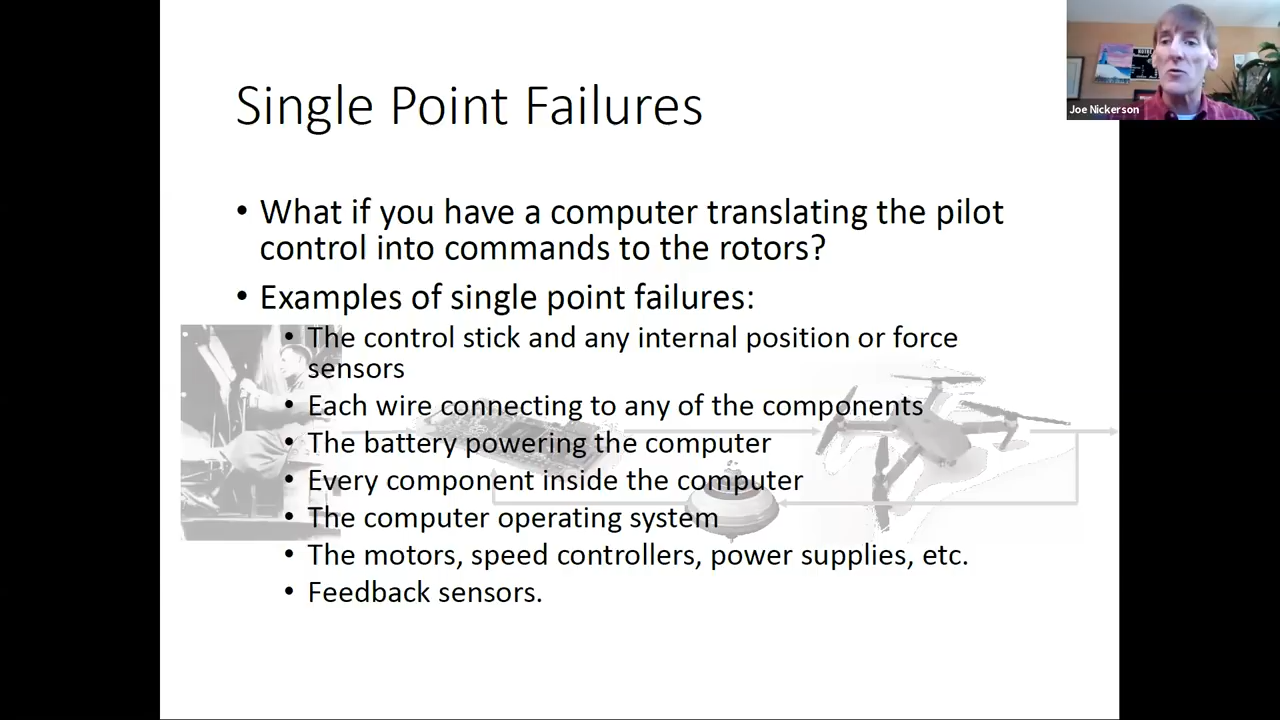 Single Point Failures
• What if you have a computer translating the pilot
control into commands to the rotors?
• Examples of single point failures:
• The control stick and any internal position or force
sensors
• Each wire connecting to any of the components
• The battery powering the computer
• Every component inside the computer
• The computer operating system
• The motors, speed controllers, power supplies, etc.
• Feedback sensors.
Joe Nickerson